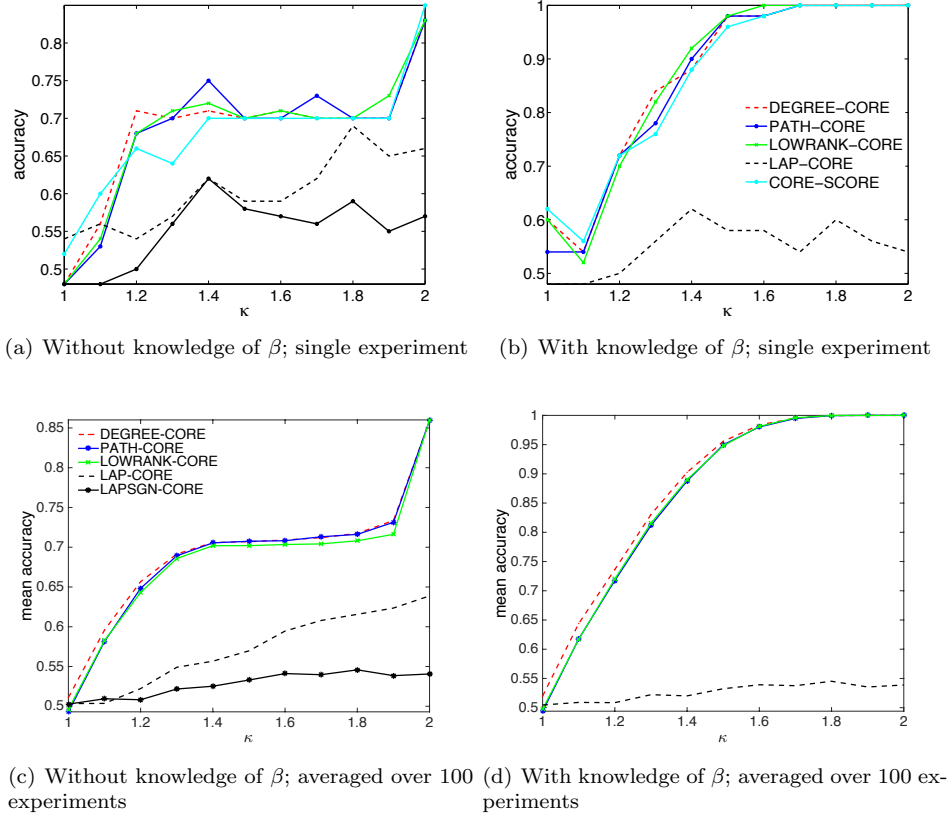 0.8
0.75
0.7
0.65
0.6
0.55
0.5
accuracy
1 1.2 1.4 1.6 1.8 2
κ
(a) Without knowledge of β; single experiment
1
0.9
0.8
0.7
0.6
0.5
accuracy
DEGREE−CORE
PATH−CORE
LOWRANK−CORE
LAP−CORE
CORE−SCORE
1 1.2 1.4 1.6 1.8 2
κ
(b) With knowledge of β; single experiment
0.85
0.8
0.75
0.7
0.65
0.6
0.55
0.5
mean accuracy
DEGREE-CORE
PATH-CORE
LOWRANK-CORE
LAP-CORE
LAPSGN-CORE
1 1.2 1.4 1.6 1.8 2
κ
(c) Without knowledge of β; averaged over 100
experiments
1
0.95
0.9
0.85
0.8
0.75
0.7
0.65
0.6
0.55
0.5
mean accuracy
1 1.2 1.4 1.6 1.8 2
κ
(d) With knowledge of β; averaged over 100 ex-
periments